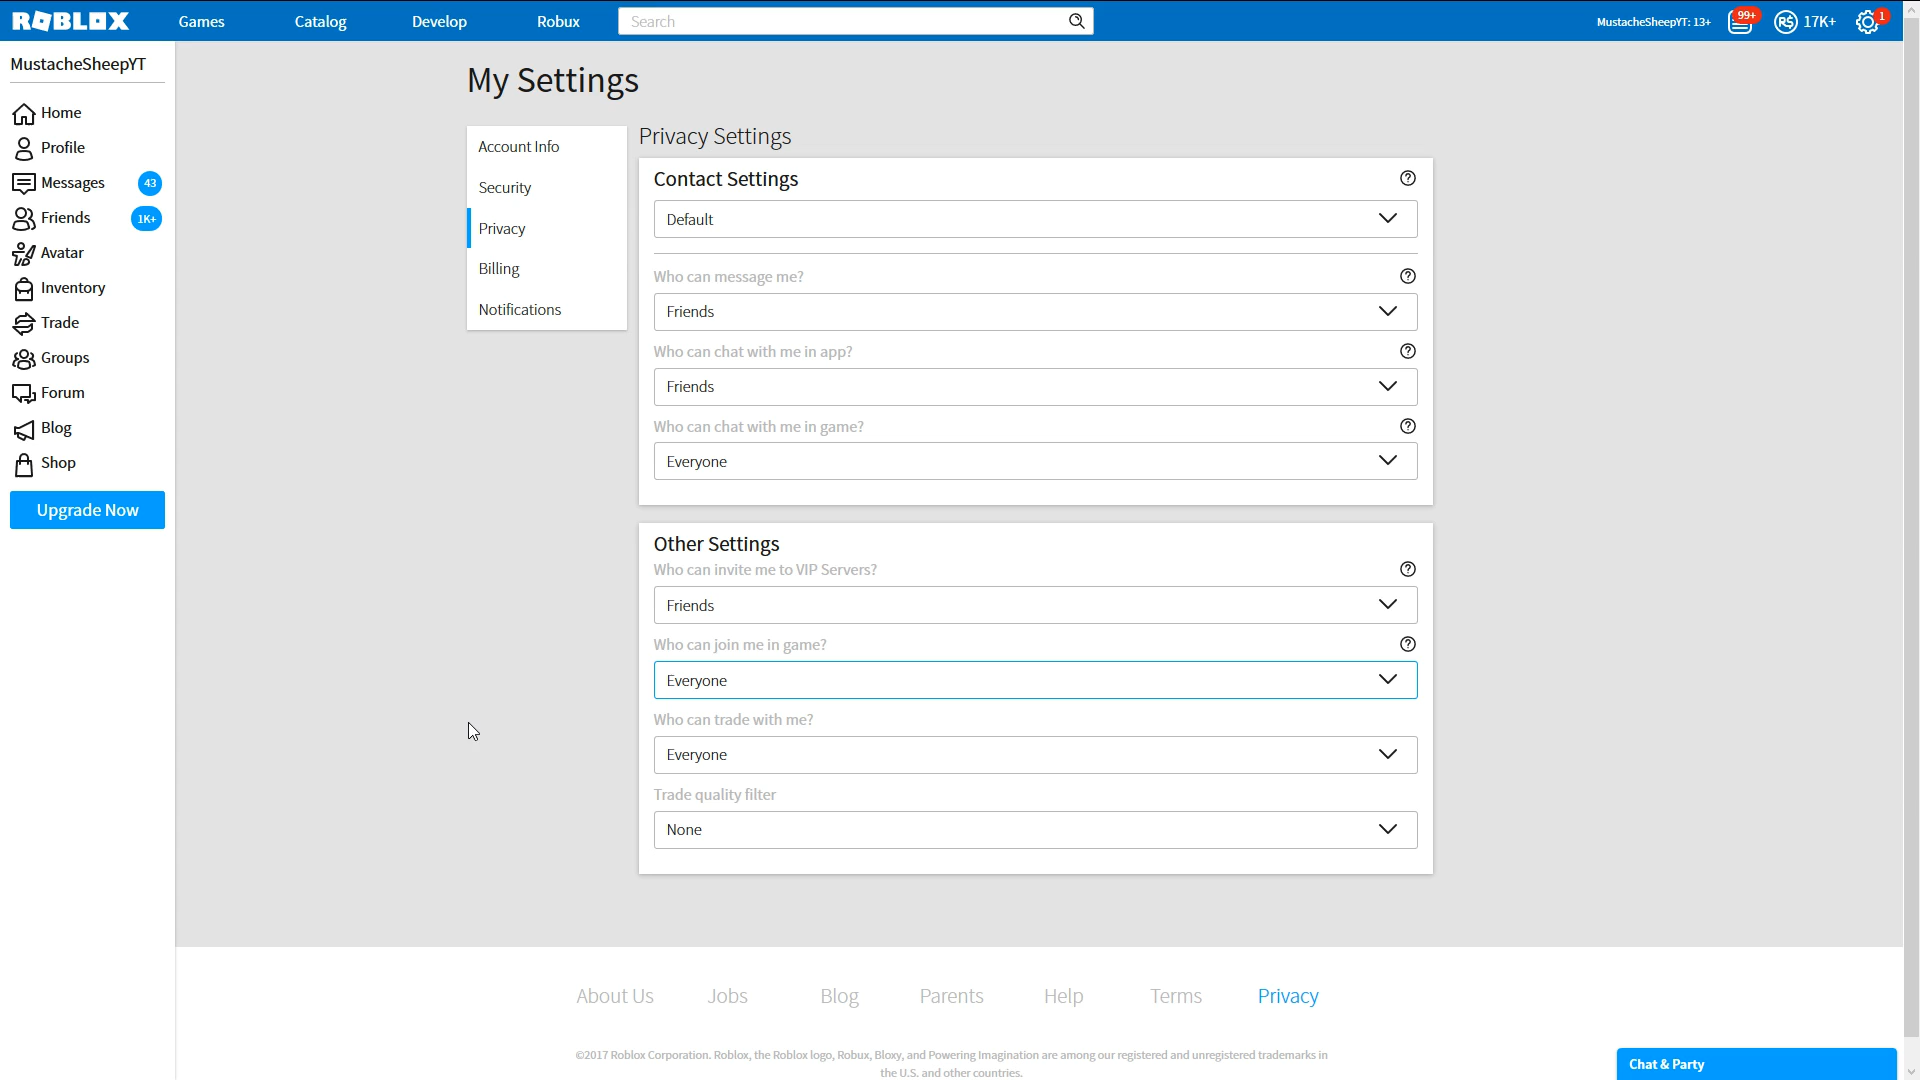 ROBLOX
Games
Catalog
Develop
Robux
Search
MustacheSheepYT: 13+
99+
R$
17K+
1
MustacheSheepYT
Home
Profile
Messages
43
Friends
1K+
Avatar
Inventory
Trade
Groups
Forum
Blog
Shop
Upgrade Now
My Settings
Account Info
Security
Privacy
Billing
Notifications
Privacy Settings
Contact Settings
Default
Who can message me?
Friends
Who can chat with me in app?
Friends
Who can chat with me in game?
Everyone
Other Settings
Who can invite me to VIP Servers?
Friends
Who can join me in game?
Everyone
Who can trade with me?
Everyone
Trade quality filter
None
About Us
Jobs
Blog
Parents
Help
Terms
Privacy
©2017 Roblox Corporation. Roblox, the Roblox logo, Robux, Bloxy, and Powering Imagination are among our registered and unregistered trademarks in
the U.S. and other countries.
Chat & Party